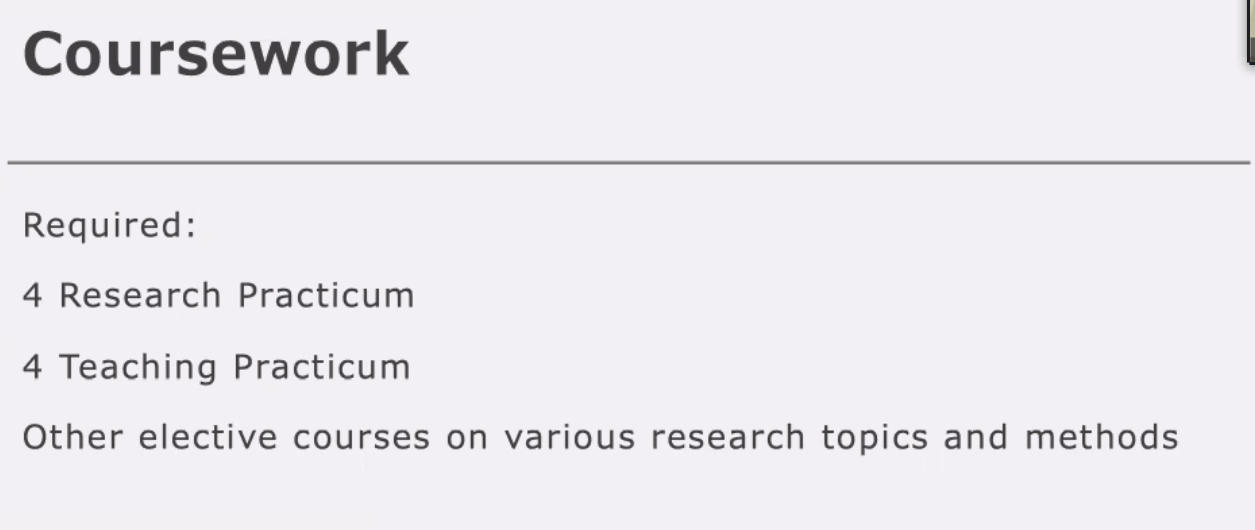 Coursework
Required:
4 Research Practicum
4 Teaching Practicum
Other elective courses on various research topics and methods